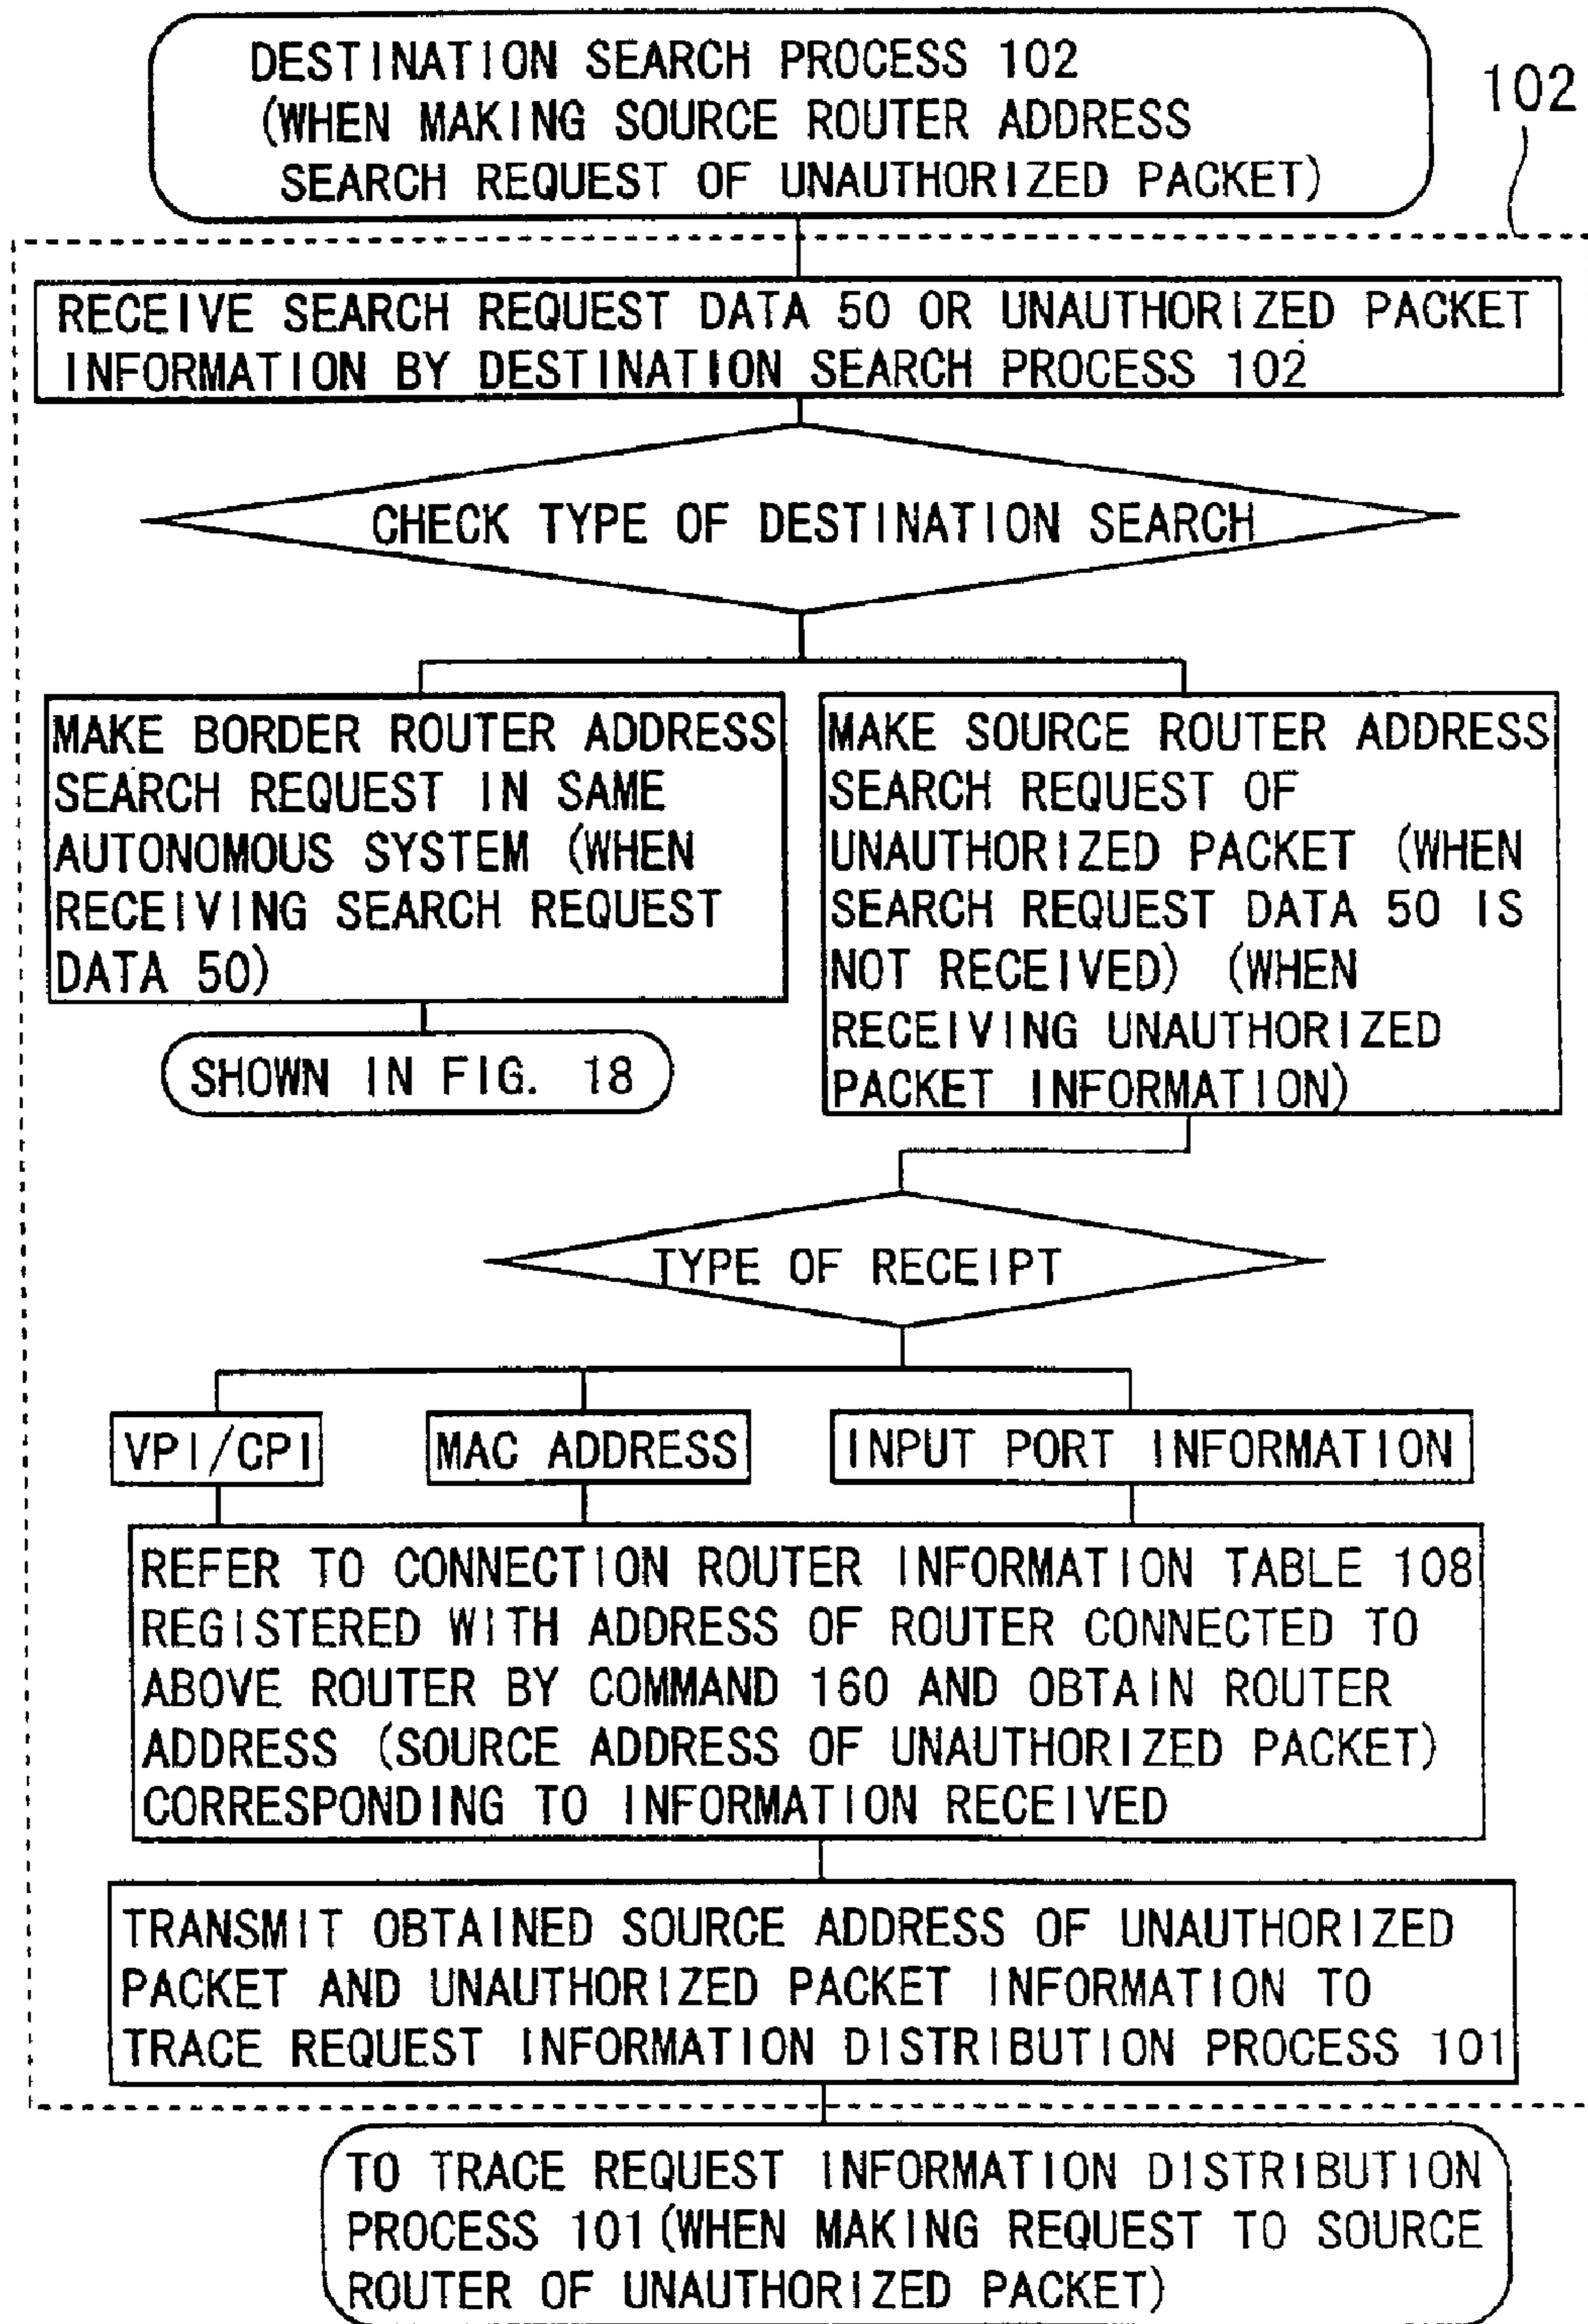 DESTINATION SEARCH PROCESS 102
(WHEN MAKING SOURCE ROUTER ADDRESS
SEARCH REQUEST OF UNAUTHORIZED PACKET)
102
RECEIVE SEARCH REQUEST DATA 50 OR UNAUTHORIZED PACKET
INFORMATION BY DESTINATION SEARCH PROCESS 102
CHECK TYPE OF DESTINATION SEARCH
MAKE BORDER ROUTER ADDRESS
SEARCH REQUEST IN SAME
AUTONOMOUS SYSTEM (WHEN
RECEIVING SEARCH REQUEST
DATA 50)
SHOWN IN FIG. 18
MAKE SOURCE ROUTER ADDRESS
SEARCH REQUEST OF
UNAUTHORIZED PACKET (WHEN
SEARCH REQUEST DATA 50 IS
NOT RECEIVED) (WHEN
RECEIVING UNAUTHORIZED
PACKET INFORMATION)
TYPE OF RECEIPT
VPI/CPI
MAC ADDRESS
INPUT PORT INFORMATION
REFER TO CONNECTION ROUTER INFORMATION TABLE 108
REGISTERED WITH ADDRESS OF ROUTER CONNECTED TO
ABOVE ROUTER BY COMMAND 160 AND OBTAIN ROUTER
ADDRESS (SOURCE ADDRESS OF UNAUTHORIZED PACKET)
CORRESPONDING TO INFORMATION RECEIVED
TRANSMIT OBTAINED SOURCE ADDRESS OF UNAUTHORIZED
PACKET AND UNAUTHORIZED PACKET INFORMATION TO
TRACE REQUEST INFORMATION DISTRIBUTION PROCESS 101
TO TRACE REQUEST INFORMATION DISTRIBUTION
PROCESS 101(WHEN MAKING REQUEST TO SOURCE
ROUTER OF UNAUTHORIZED PACKET)